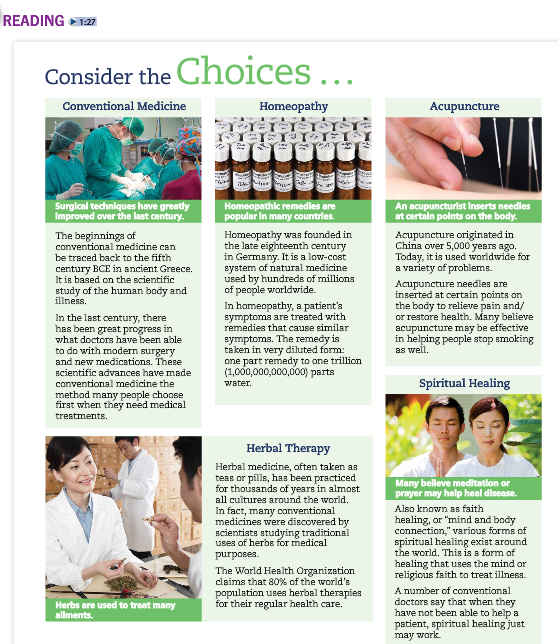 READING ▶ 1:27
Consider the Choices ...
Conventional Medicine
Surgical techniques have greatly
improved over the last century.
The beginnings of
conventional medicine can
be traced back to the fifth
century BCE in ancient Greece.
It is based on the scientific
study of the human body and
illness.
In the last century, there
has been great progress in
what doctors have been able
to do with modern surgery
and new medications. These
scientific advances have made
conventional medicine the
method many people choose
first when they need medical
treatments.
Homeopathy
Homeopathic remedies are
popular in many countries.
Homeopathy was founded in
the late eighteenth century
in Germany. It is a low-cost
system of natural medicine
used by hundreds of millions
of people worldwide.
In homeopathy, a patient's
symptoms are treated with
remedies that cause similar
symptoms. The remedy is
taken in very diluted form:
one part remedy to one trillion
(1,000,000,000,000) parts
water.
Acupuncture
An acupuncturist inserts needles
at certain points on the body.
Acupuncture originated in
China over 5,000 years ago.
Today, it is used worldwide for
a variety of problems.
Acupuncture needles are
inserted at certain points on
the body to relieve pain and/
or restore health. Many believe
acupuncture may be effective
in helping people stop smoking
as well.
Herbal Therapy
Herbs are used to treat many
ailments.
Herbal medicine, often taken as
teas or pills, has been practiced
for thousands of years in almost
all cultures around the world.
In fact, many conventional
medicines were discovered by
scientists studying traditional
uses of herbs for medical
purposes.
The World Health Organization
claims that 80% of the world's
population uses herbal therapies
for their regular health care.
Spiritual Healing
Many believe meditation or
prayer may help heal disease.
Also known as faith
healing, or "mind and body
connection," various forms of
spiritual healing exist around
the world. This is a form of
healing that uses the mind or
religious faith to treat illness.
A number of conventional
doctors say that when they
have not been able to help a
patient, spiritual healing just
may work.